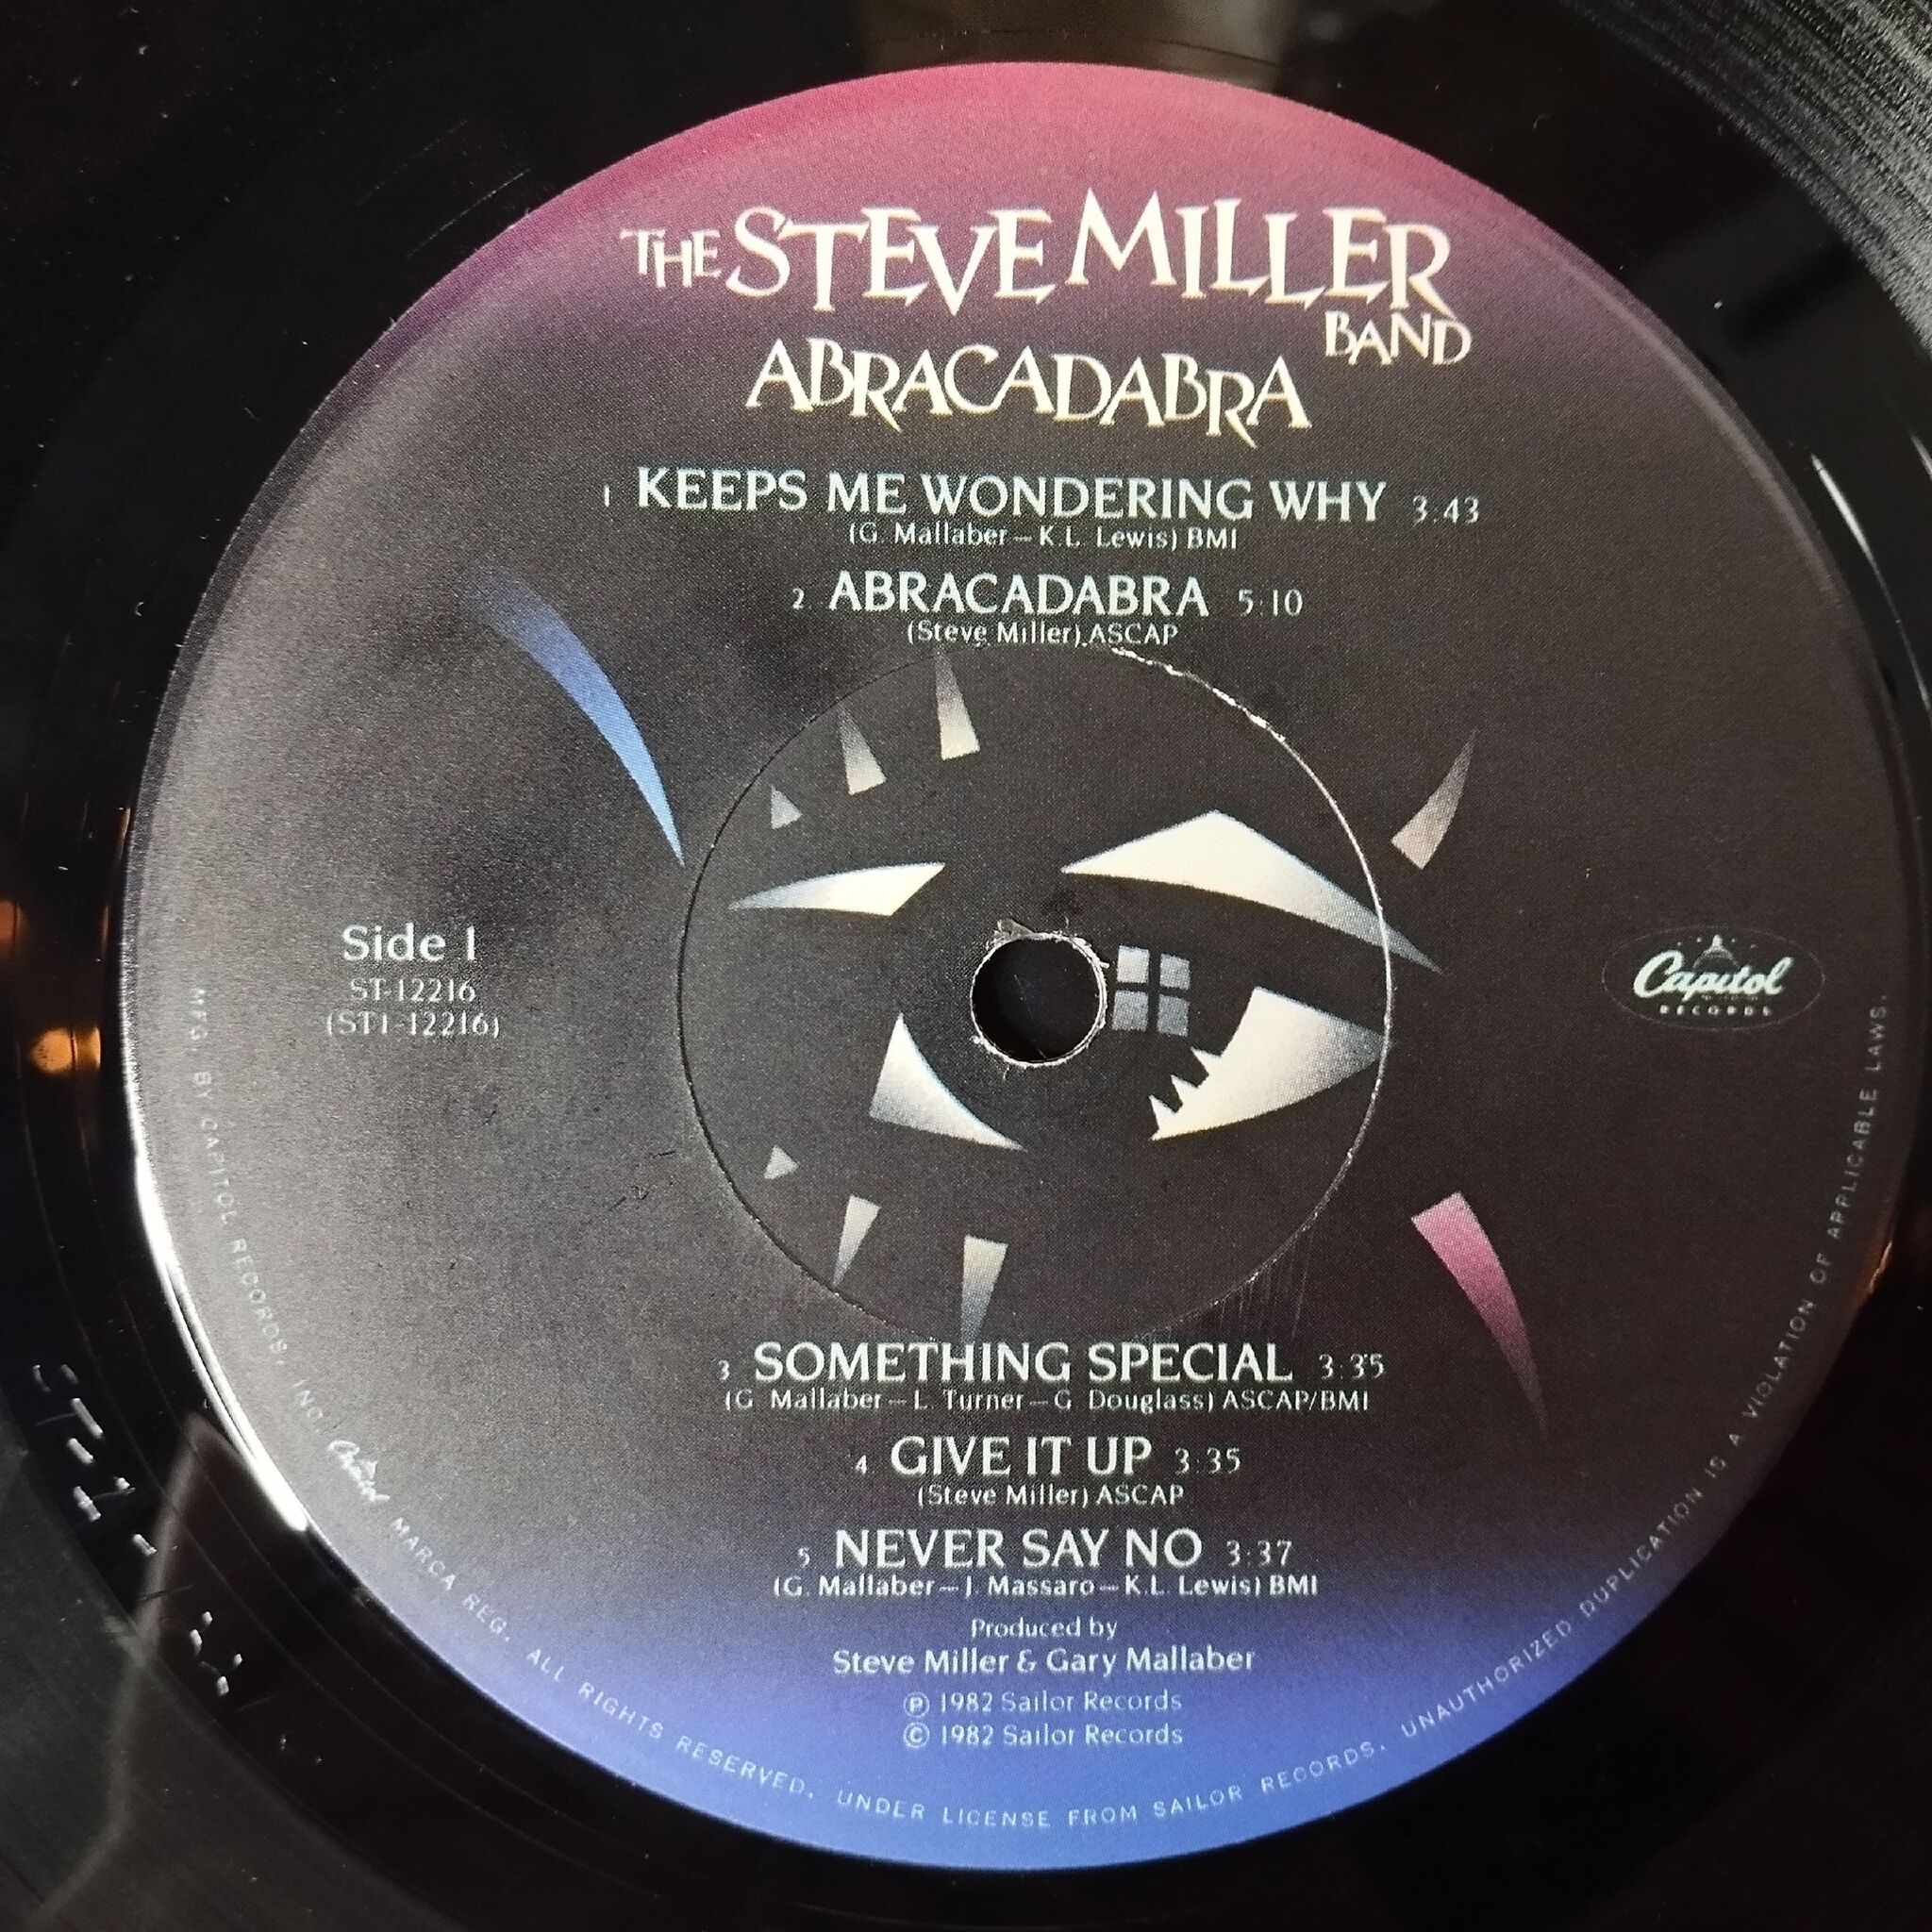 THE STEVE MILLER
BAND
ABRACADABRA
1 KEEPS ME WONDERING WHY 3:43
(G. Mallaber—K.L. Lewis) BMI
2. ABRACADABRA 5:10
(Steve Miller) ASCAP
Side 1
ST-12216
(ST1-12216)
Capitol
RECORDS
3 SOMETHING SPECIAL 3:35
(G. Mallaber—L. Turner—G. Douglass) ASCAP/BMI
4. GIVE IT UP 3:35
(Steve Miller) ASCAP
5. NEVER SAY NO 3:37
(G. Mallaber—J. Massaro—K.L. Lewis) BMI
Produced by
Steve Miller & Gary Mallaber
℗ 1982 Sailor Records
© 1982 Sailor Records
MFG. BY CAPITOL RECORDS, INC. Capitol MARCA REG. ALL RIGHTS RESERVED. UNDER LICENSE FROM SAILOR RECORDS. UNAUTHORIZED DUPLICATION IS A VIOLATION OF APPLICABLE LAWS.